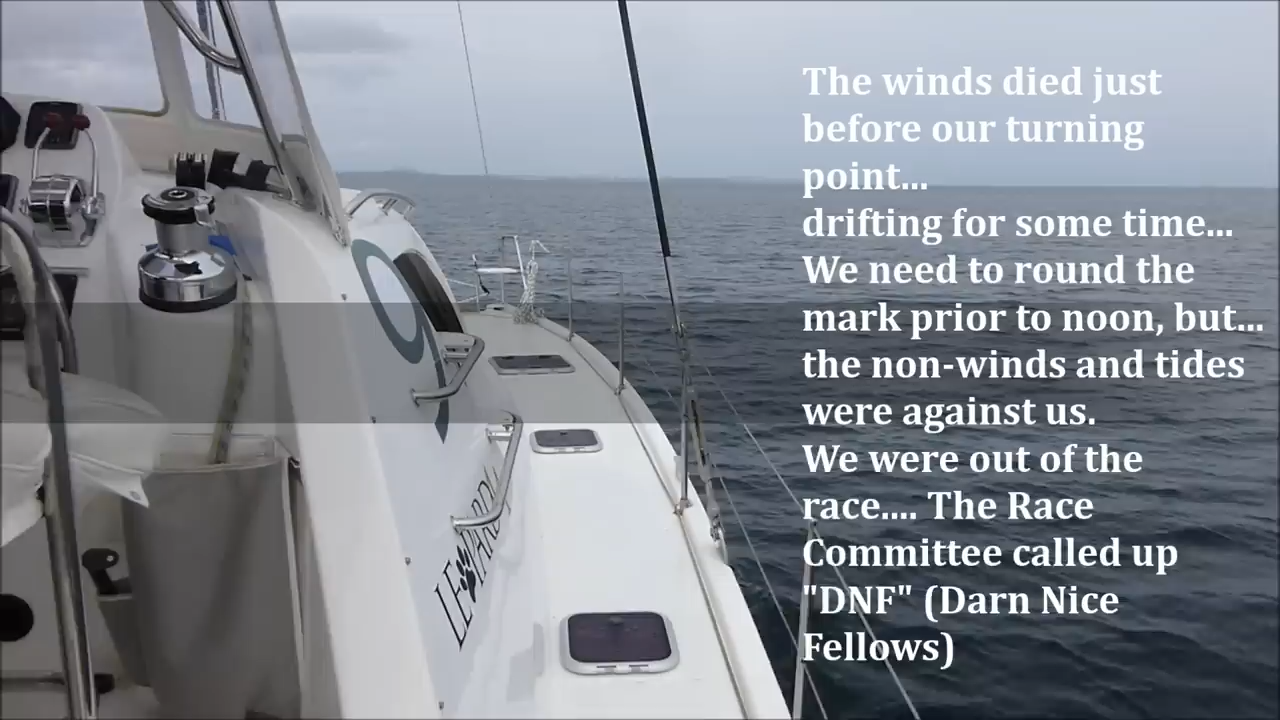 The winds died just
before our turning
point...
drifting for some time...
We need to round the
mark prior to noon, but...
the non-winds and tides
were against us.
We were out of the
race.... The Race
Committee called up
"DNF" (Darn Nice
Fellows)